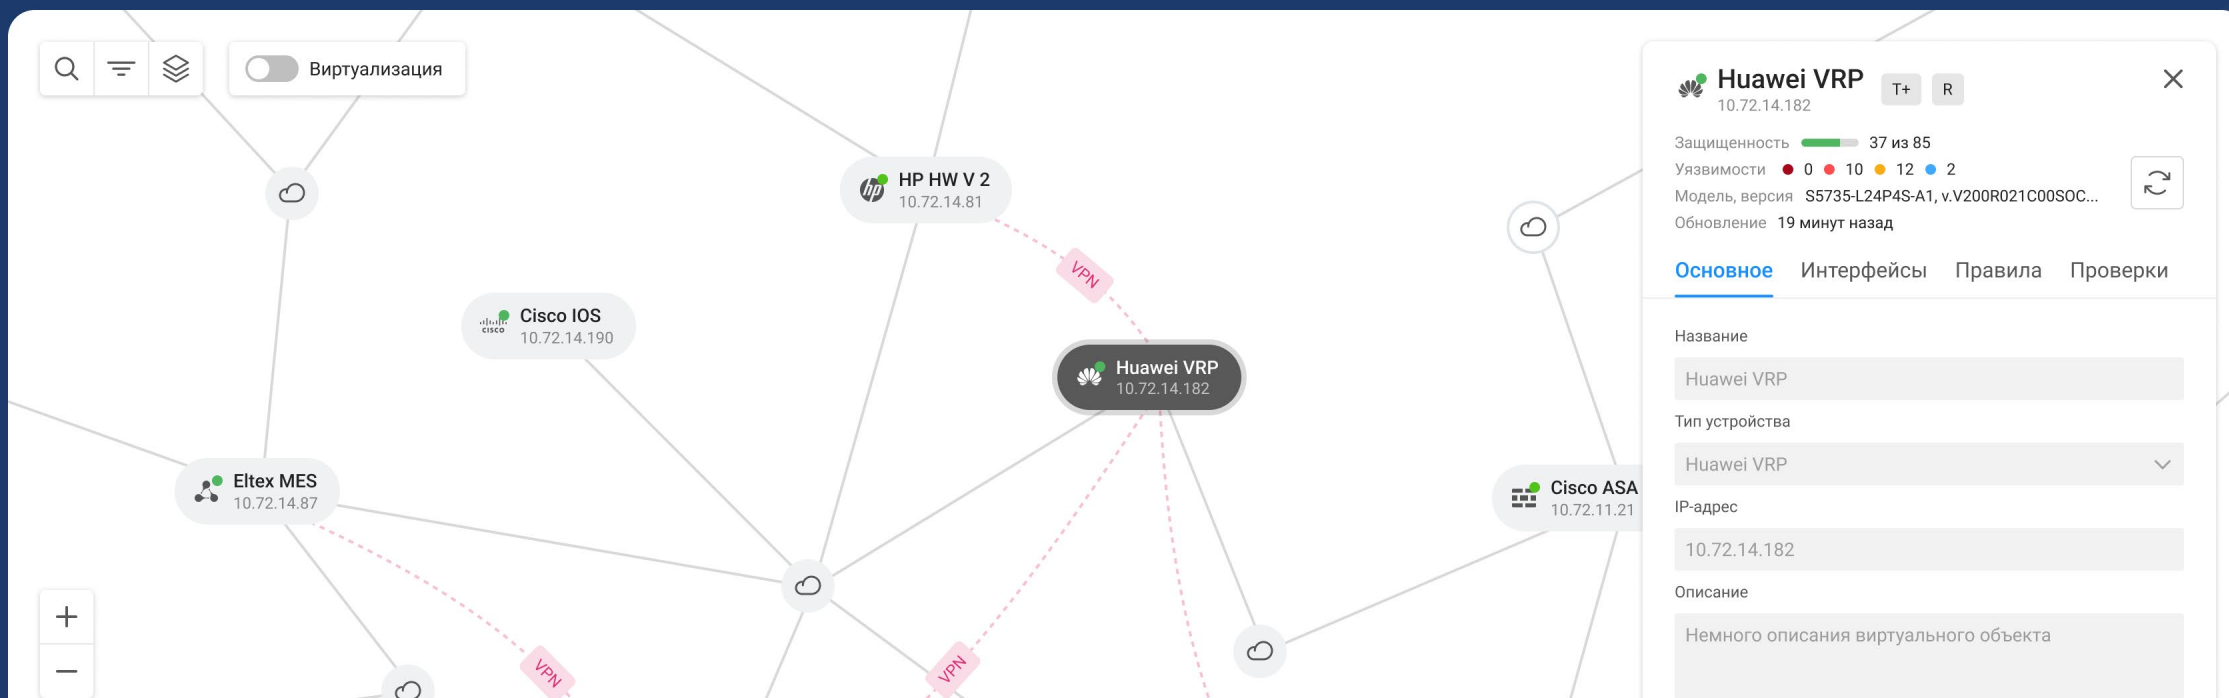 Виртуализация
HP HW V 2
10.72.14.81
VPN
Cisco IOS
10.72.14.190
CISCO
Huawei VRP
10.72.14.182
Eltex MES
10.72.14.87
Cisco ASA
10.72.11.21
VPN
VPN
Huawei VRP
T+
R
10.72.14.182
Защищенность 37 из 85
Уязвимости 0 10 12 2
Модель, версия S5735-L24P4S-A1, v.V200R021C00SOC...
Обновление 19 минут назад
Основное Интерфейсы Правила Проверки
Название
Huawei VRP
Тип устройства
Huawei VRP
IP-адрес
10.72.14.182
Описание
Немного описания виртуального объекта